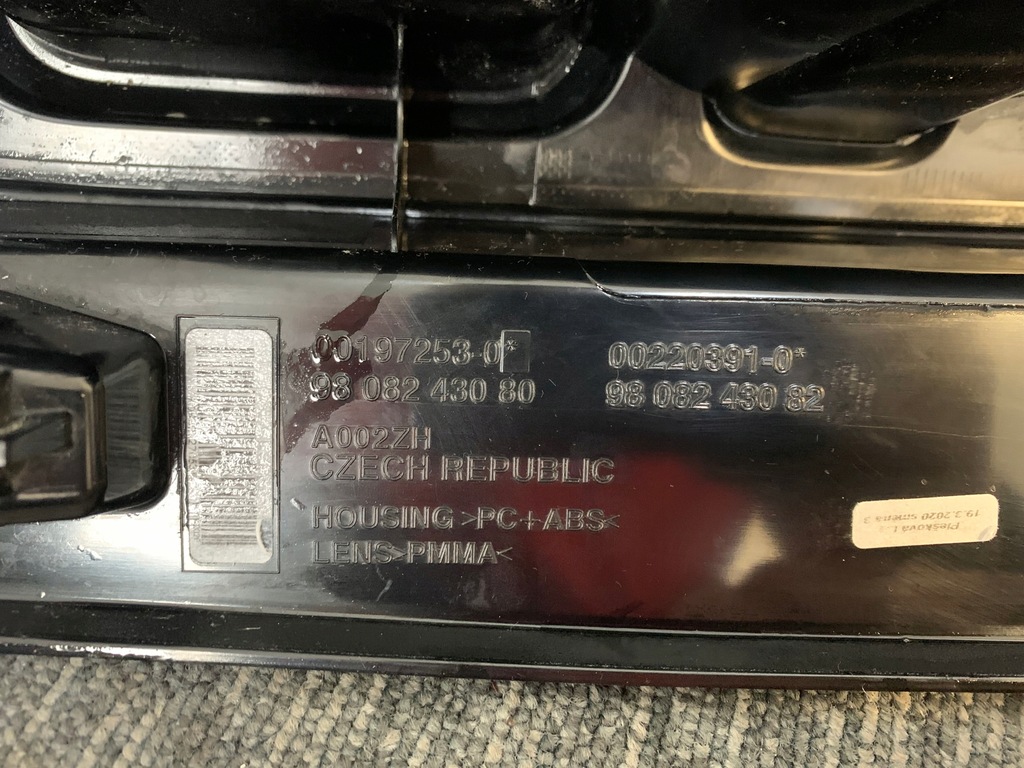 00197253-0*
98 082 430 80
00220391-0*
98 082 430 82
A002ZH
CZECH REPUBLIC
HOUSING >PC+ABS<
LENS>PMMA<
19.3.2020 smena 3